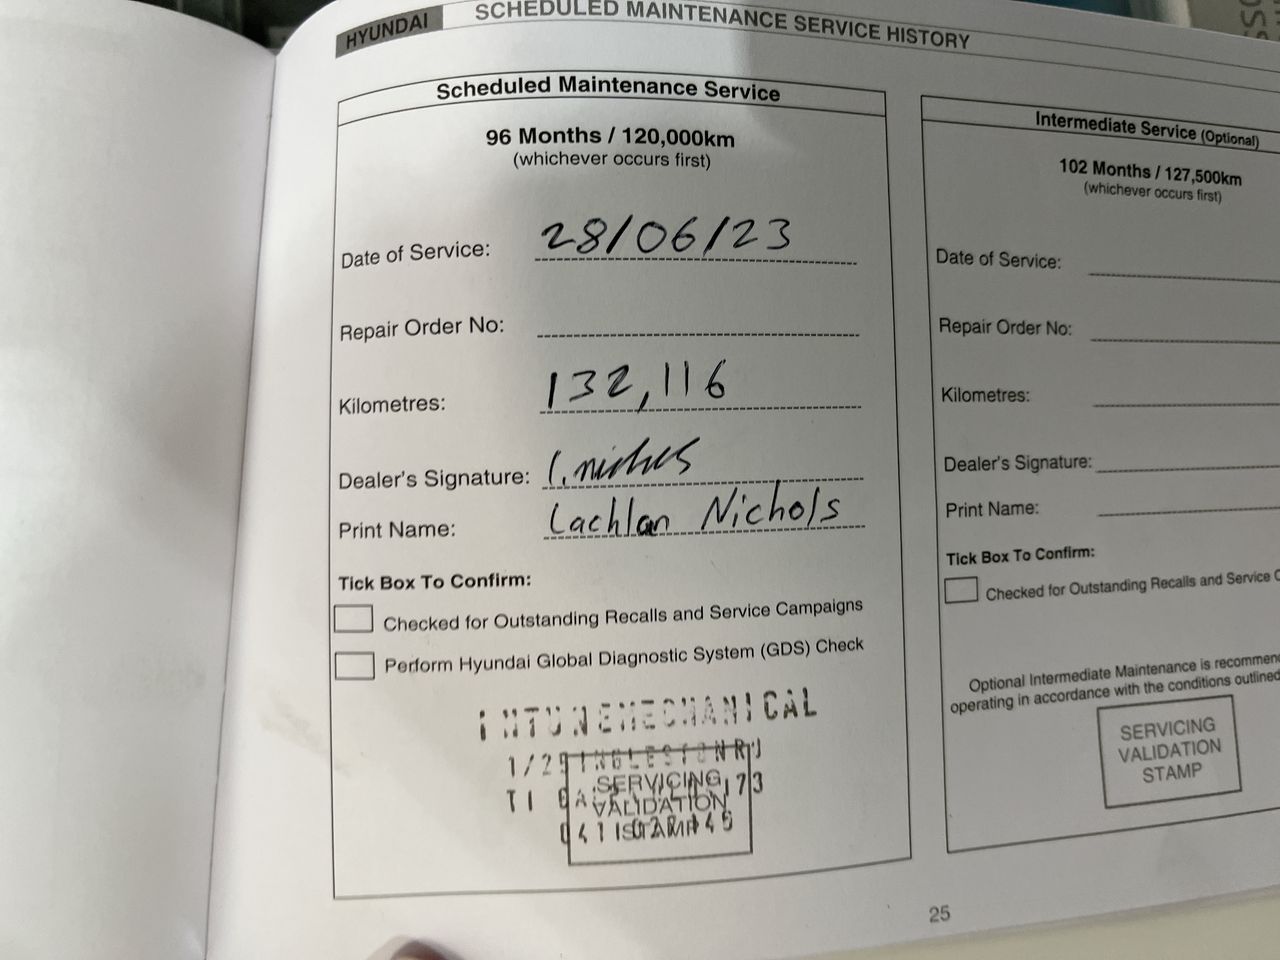 HYUNDAI
SCHEDULED MAINTENANCE SERVICE HISTORY
Scheduled Maintenance Service
96 Months / 120,000km
(whichever occurs first)
Date of Service: 28/06/23
Repair Order No:
Kilometres: 132,116
Dealer's Signature:
Print Name: Lachlan Nichols
Tick Box To Confirm:
Checked for Outstanding Recalls and Service Campaigns
Perform Hyundai Global Diagnostic System (GDS) Check
INTUNEMECHANICAL
SERVICING
VALIDATION
STAMP
Intermediate Service (Optional)
102 Months / 127,500km
(whichever occurs first)
Date of Service:
Repair Order No:
Kilometres:
Dealer's Signature:
Print Name:
Tick Box To Confirm:
Checked for Outstanding Recalls and Service C
Optional Intermediate Maintenance is recommen
operating in accordance with the conditions outlined
SERVICING
VALIDATION
STAMP
25